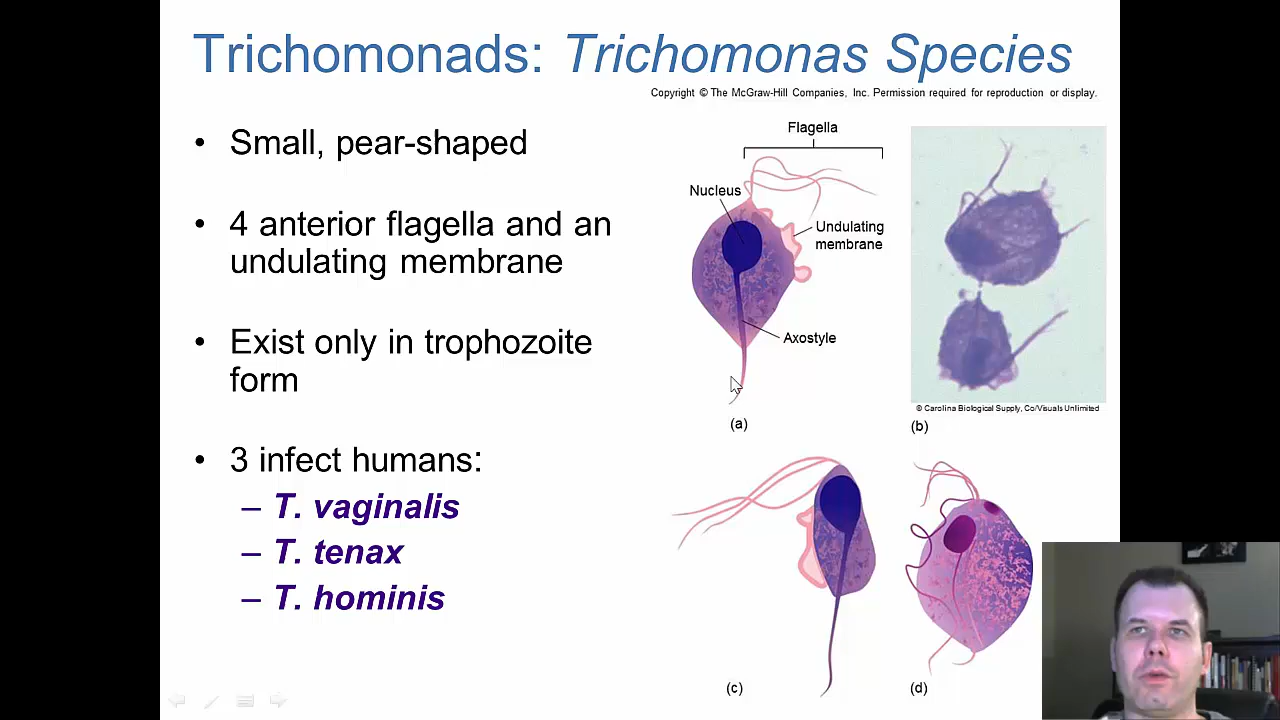 Trichomonads: Trichomonas Species
Copyright © The McGraw-Hill Companies, Inc. Permission required for reproduction or display.
• Small, pear-shaped
• 4 anterior flagella and an
undulating membrane
• Exist only in trophozoite
form
• 3 infect humans:
– T. vaginalis
– T. tenax
– T. hominis
Flagella
Nucleus
Undulating
membrane
Axostyle
(a)
© Carolina Biological Supply, Co/Visuals Unlimited
(b)
(c)
(d)